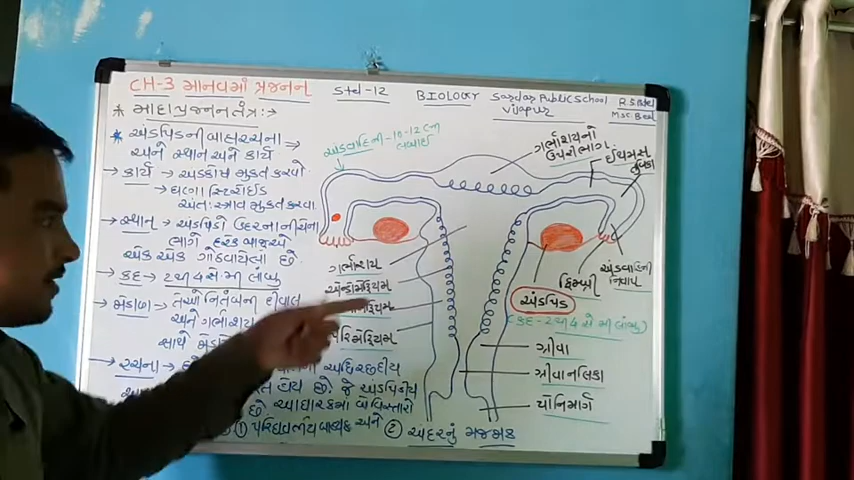 CH-3 માનવમાં પ્રજનન
Std-12
BIOLOGY
Sardar Public School
Vijapur
R.S.Patel
M.Sc. B.ed
* માદા પ્રજનનતંત્ર :→
* અંડપિંડની બાહ્ય રચના
અને સ્થાન અને કાર્ય
→ કાર્ય → અંડકોષ મુક્ત કરવો
→ ઘણા સ્ટિરોઈડ
અંતઃસ્ત્રાવ મુક્ત કરવા
→ સ્થાન → અંડપિંડો ઉદરના નીચેના
ભાગે દરેક બાજુએ
એક એક ગોઠવાયેલા છે
→ કદ → 2 થી 4 સે મી લાંબુ
→ જોડાણ → તેઓ નિતંબની દીવાલ
અને ગર્ભાશય
સાથે
→ રચના →
① પરિઘવર્તીય બાહ્યક અને ② અંદરનું મજ્જક
અંડવાહિની -10-12 cm
લંબાઈ
ગર્ભાશયનો
ઉપરીભાગ
ઈથમસ
અંડવાહિની
નિવાપ
ફિમ્બ્રી
અંડપિંડ
(કદ - 2 થી 4 સે મી લાંબુ)
ગર્ભાશય
એન્ડોમેટ્રિયમ
પેરિમેટ્રિયમ
ગ્રીવા
ગ્રીવાનલિકા
યોનિમાર્ગ